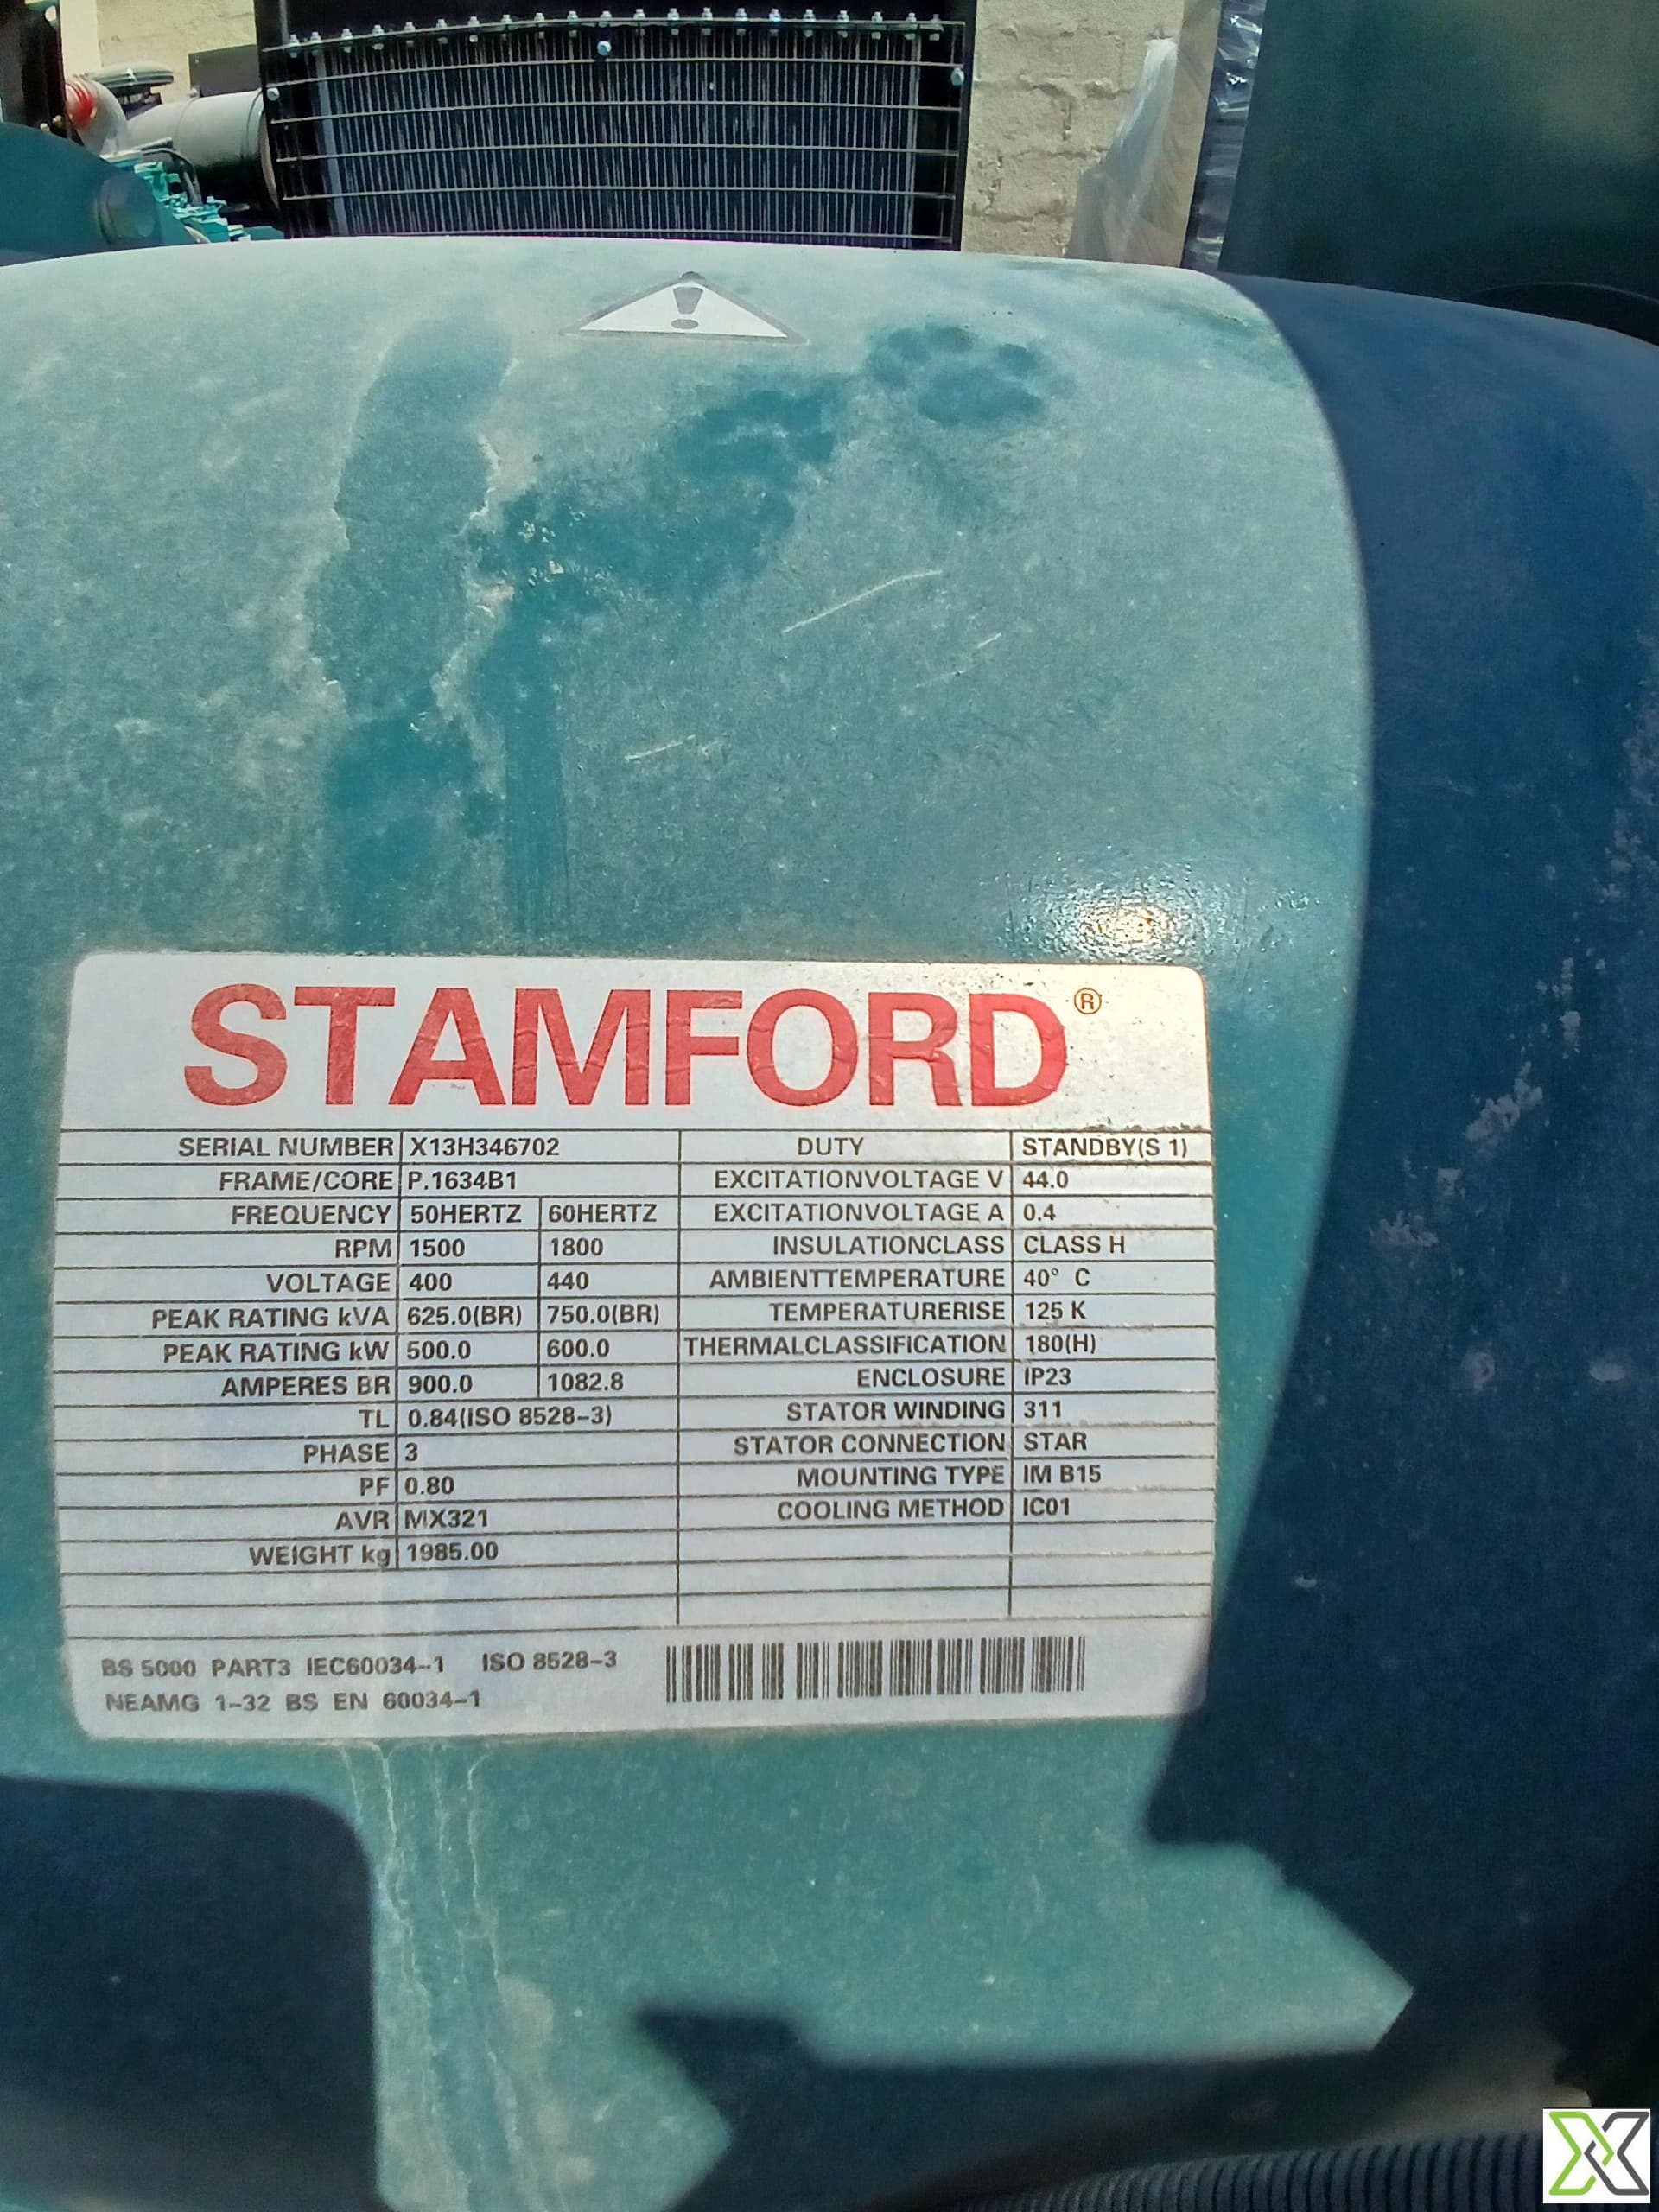 STAMFORD®
SERIAL NUMBER X13H346702 DUTY STANDBY(S 1)
FRAME/CORE P.1634B1 EXCITATIONVOLTAGE V 44.0
FREQUENCY 50HERTZ 60HERTZ EXCITATIONVOLTAGE A 0.4
RPM 1500 1800 INSULATIONCLASS CLASS H
VOLTAGE 400 440 AMBIENTTEMPERATURE 40° C
PEAK RATING kVA 625.0(BR) 750.0(BR) TEMPERATURERISE 125 K
PEAK RATING kW 500.0 600.0 THERMALCLASSIFICATION 180(H)
AMPERES BR 900.0 1082.8 ENCLOSURE IP23
TL 0.84(ISO 8528-3) STATOR WINDING 311
PHASE 3 STATOR CONNECTION STAR
PF 0.80 MOUNTING TYPE IM B15
AVR MX321 COOLING METHOD IC01
WEIGHT kg 1985.00
BS 5000 PART3 IEC60034-1 ISO 8528-3
NEAMG 1-32 BS EN 60034-1